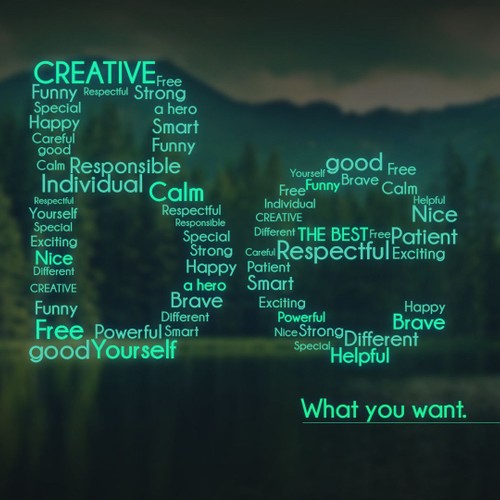 CREATIVE Free
Funny Respectful Strong
Special a hero
Happy Smart
Careful Funny
good
Calm Responsible
Individual Calm
Respectful Respectful
Yourself Responsible
Special Special
Exciting Strong
Nice Happy
Different a hero
CREATIVE Brave
Funny Different
Free Powerful Smart
good Yourself
good Free
Yourself Funny Brave Calm
Free
Individual Helpful
CREATIVE Nice
Different THE BEST Free Patient
Careful Respectful Exciting
Patient
Smart
Exciting Happy
Powerful Brave
Nice Strong Different
Special Helpful
What you want.